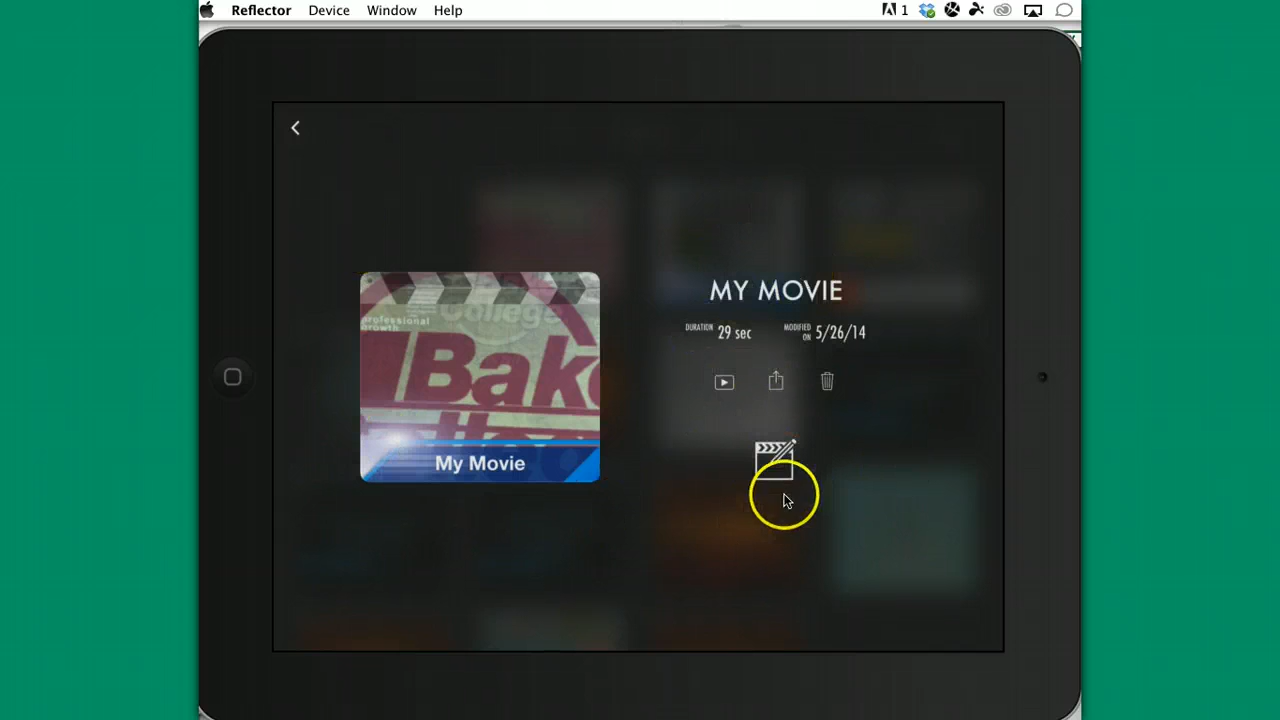 Reflector Device Window Help
1
MY MOVIE
DURATION 29 sec MODIFIED ON 5/26/14
College
professional
growth
Bak
My Movie